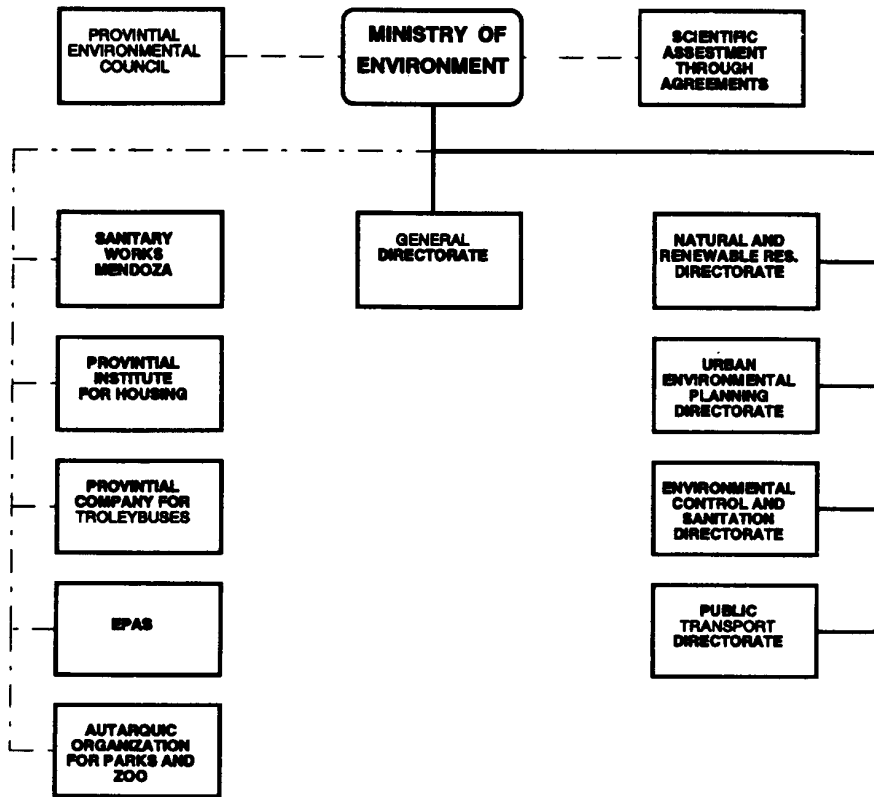 PROVINTIAL
ENVIRONMENTAL
COUNCIL
MINISTRY OF
ENVIRONMENT
SCIENTIFIC
ASSESTMENT
THROUGH
AGREEMENTS
SANITARY
WORKS
MENDOZA
GENERAL
DIRECTORATE
NATURAL AND
RENEWABLE RES.
DIRECTORATE
PROVINTIAL
INSTITUTE
FOR HOUSING
URBAN
ENVIRONMENTAL
PLANNING
DIRECTORATE
PROVINTIAL
COMPANY FOR
TROLEYBUSES
ENVIRONMENTAL
CONTROL AND
SANITATION
DIRECTORATE
EPAS
PUBLIC
TRANSPORT
DIRECTORATE
AUTARQUIC
ORGANIZATION
FOR PARKS AND
ZOO